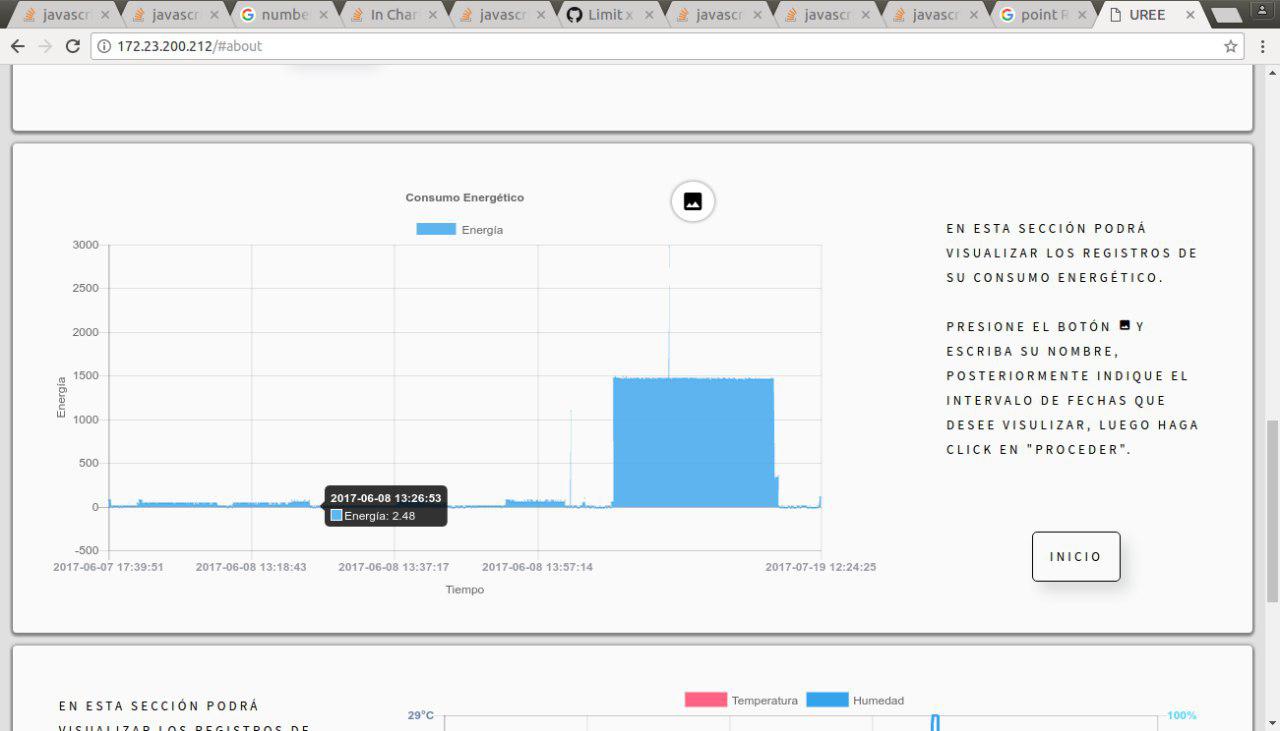 javascr
javascr
numbe
In Char
javascr
Limit x
javascr
javascr
javascr
point R
UREE
172.23.200.212/#about
Consumo Energético
Energía
EN ESTA SECCIÓN PODRÁ
VISUALIZAR LOS REGISTROS DE
SU CONSUMO ENERGÉTICO.
PRESIONE EL BOTÓN Y
ESCRIBA SU NOMBRE,
POSTERIORMENTE INDIQUE EL
INTERVALO DE FECHAS QUE
DESEE VISULIZAR, LUEGO HAGA
CLICK EN "PROCEDER".
INICIO
3000
2500
2000
1500
1000
500
0
-500
Energía
2017-06-08 13:26:53
Energía: 2.48
2017-06-07 17:39:51
2017-06-08 13:18:43
2017-06-08 13:37:17
2017-06-08 13:57:14
2017-07-19 12:24:25
Tiempo
EN ESTA SECCIÓN PODRÁ
VISUALIZAR LOS REGISTROS DE
Temperatura Humedad
29°C
100%